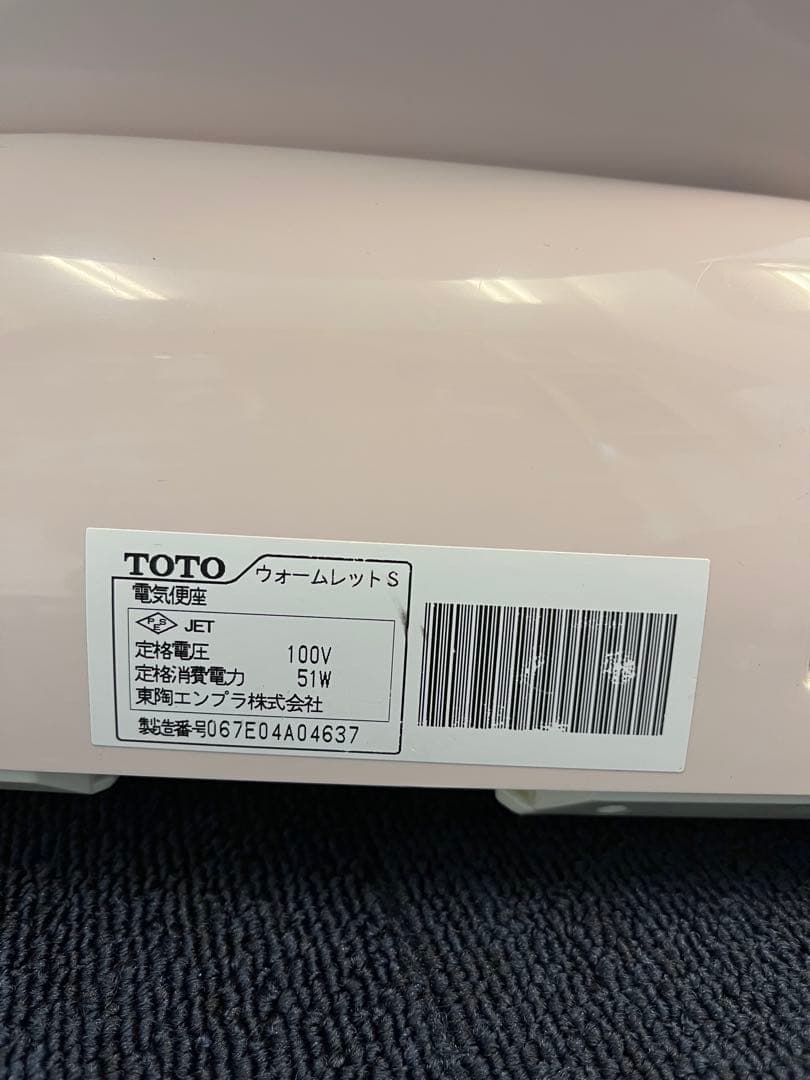 TOTO ウォームレットS
電気便座
PSE JET
定格電圧 100V
定格消費電力 51W
東陶エンプラ株式会社
製造番号067E04A04637